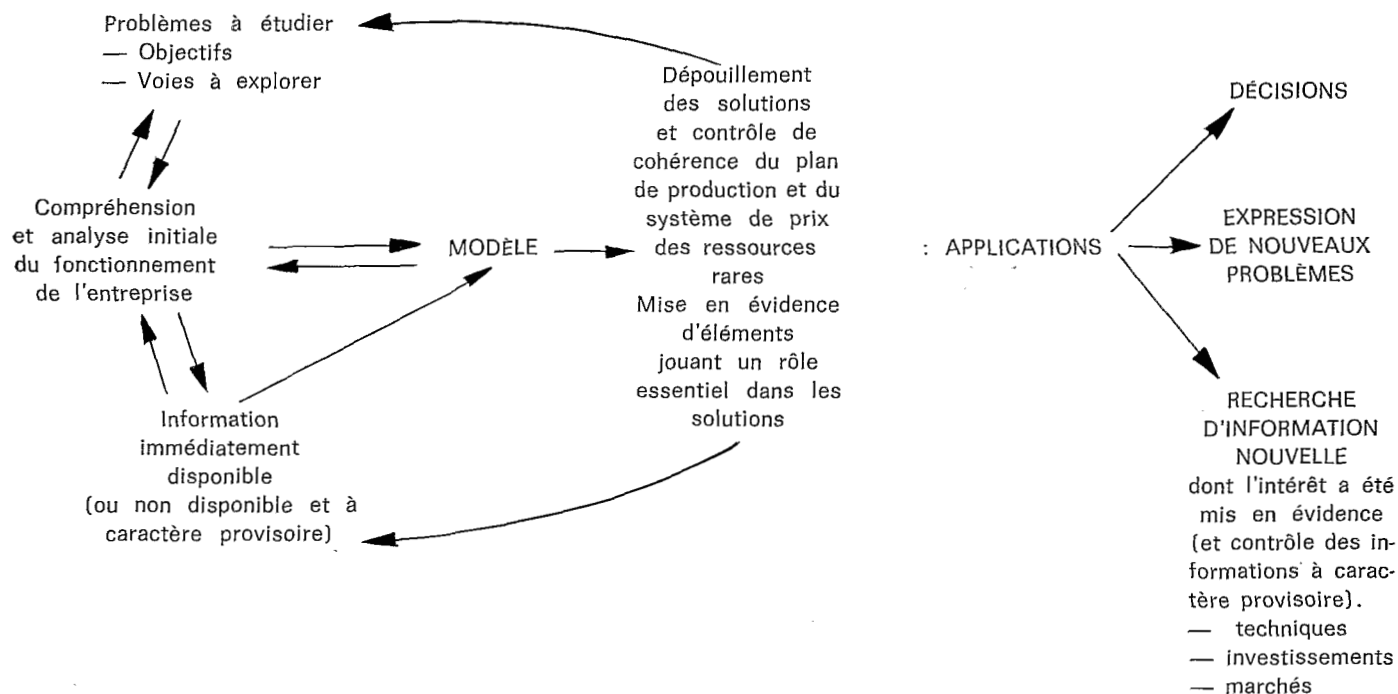 Problèmes à étudier
— Objectifs
— Voies à explorer
Compréhension
et analyse initiale
du fonctionnement
de l'entreprise
Information
immédiatement
disponible
(ou non disponible et à
caractère provisoire)
MODÈLE
Dépouillement
des solutions
et contrôle de
cohérence du plan
de production et du
système de prix
des ressources
rares
Mise en évidence
d'éléments
jouant un rôle
essentiel dans les
solutions
: APPLICATIONS
DÉCISIONS
EXPRESSION
DE NOUVEAUX
PROBLÈMES
RECHERCHE
D'INFORMATION
NOUVELLE
dont l'intérêt a été
mis en évidence
(et contrôle des in-
formations à carac-
tère provisoire).
— techniques
— investissements
— marchés